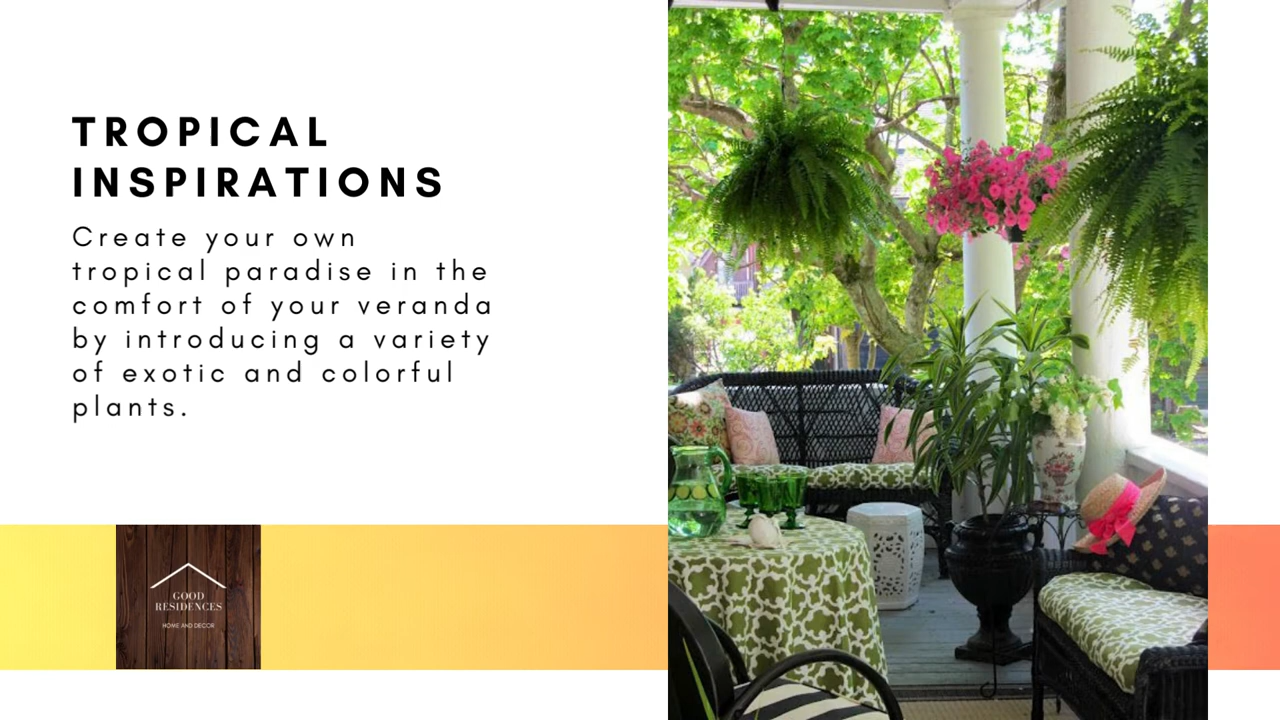 TROPICAL
INSPIRATIONS
Create your own
tropical paradise in the
comfort of your veranda
by introducing a variety
of exotic and colorful
plants.
GOOD
RESIDENCES
HOME AND DECOR